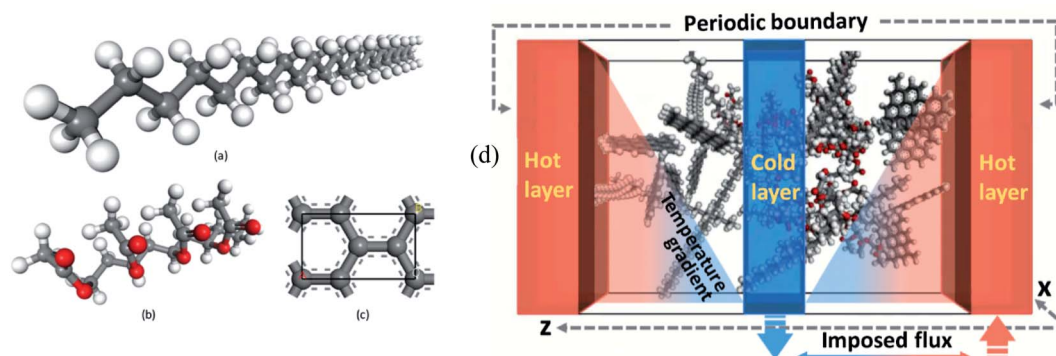 (a)
(b)
(c)
(d)
Periodic boundary
Hot
layer
Cold
layer
Hot
layer
Temperature
gradient
X
Z
Imposed flux